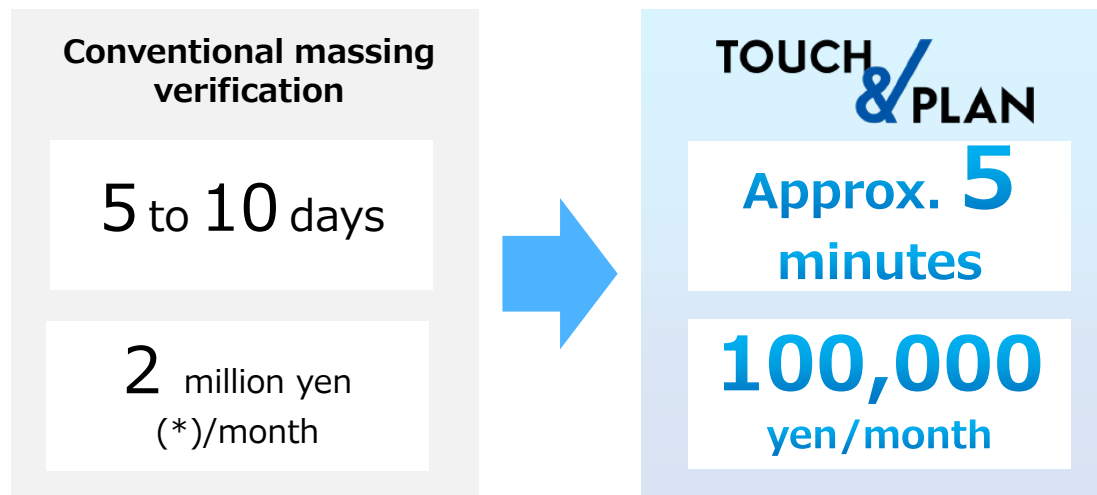 Conventional massing
verification
5 to 10 days
2 million yen
(*)/month
TOUCH
&
PLAN
Approx. 5
minutes
100,000
yen/month